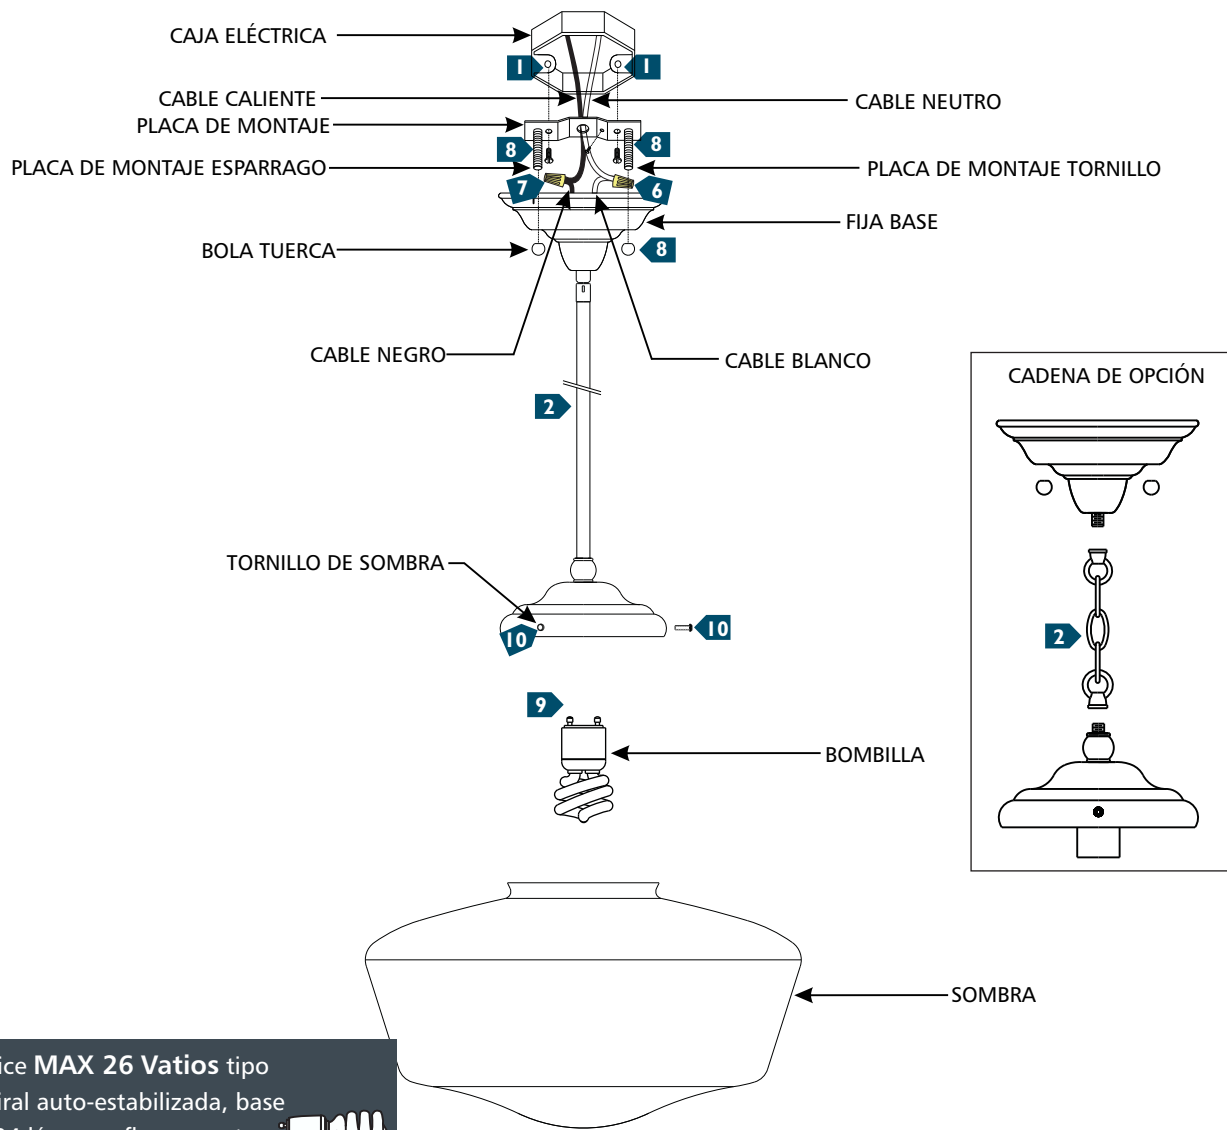 CAJA ELÉCTRICA
1
1
CABLE CALIENTE
CABLE NEUTRO
PLACA DE MONTAJE
8
8
PLACA DE MONTAJE ESPARRAGO
PLACA DE MONTAJE TORNILLO
7
6
FIJA BASE
BOLA TUERCA
8
CABLE NEGRO
CABLE BLANCO
CADENA DE OPCIÓN
2
TORNILLO DE SOMBRA
10
10
2
9
BOMBILLA
SOMBRA
ice MAX 26 Vatios tipo
iral auto-estabilizada, base